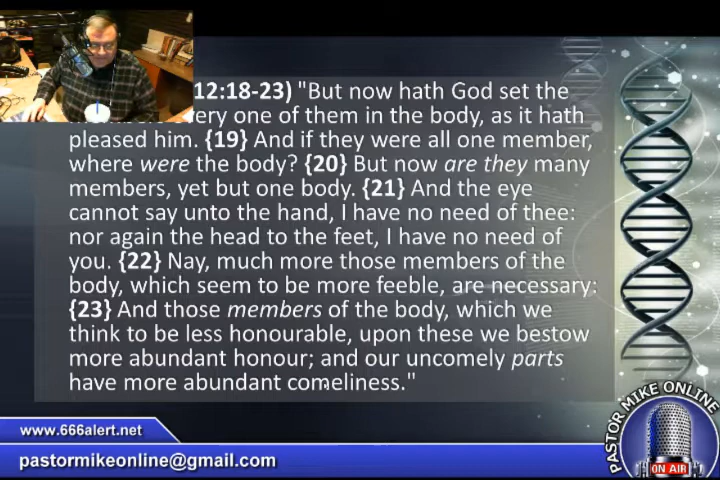 12:18-23) "But now hath God set the
ery one of them in the body, as it hath
pleased him. {19} And if they were all one member,
where were the body? {20} But now are they many
members, yet but one body. {21} And the eye
cannot say unto the hand, I have no need of thee:
nor again the head to the feet, I have no need of
you. {22} Nay, much more those members of the
body, which seem to be more feeble, are necessary:
{23} And those members of the body, which we
think to be less honourable, upon these we bestow
more abundant honour; and our uncomely parts
have more abundant comeliness."
www.666alert.net
pastormikeonline@gmail.com
PASTOR MIKE ONLINE
ON AIR